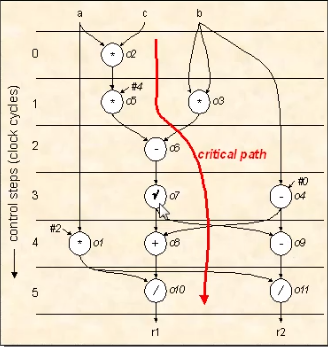 a c b
0 * o2
#4
1 * o5 * o3
2 - o6
critical path
#0
3 √ o7 - o4
#2
4 * o1 + o8 - o9
5 / o10 / o11
r1 r2
control steps (clock cycles)